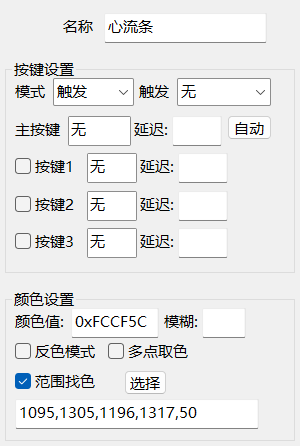 名称 心流条
按键设置
模式 触发 触发 无
主按键 无 延迟: 自动
按键1 无 延迟:
按键2 无 延迟:
按键3 无 延迟:
颜色设置
颜色值: 0xFCCF5C 模糊:
反色模式 多点取色
范围找色 选择
1095,1305,1196,1317,50